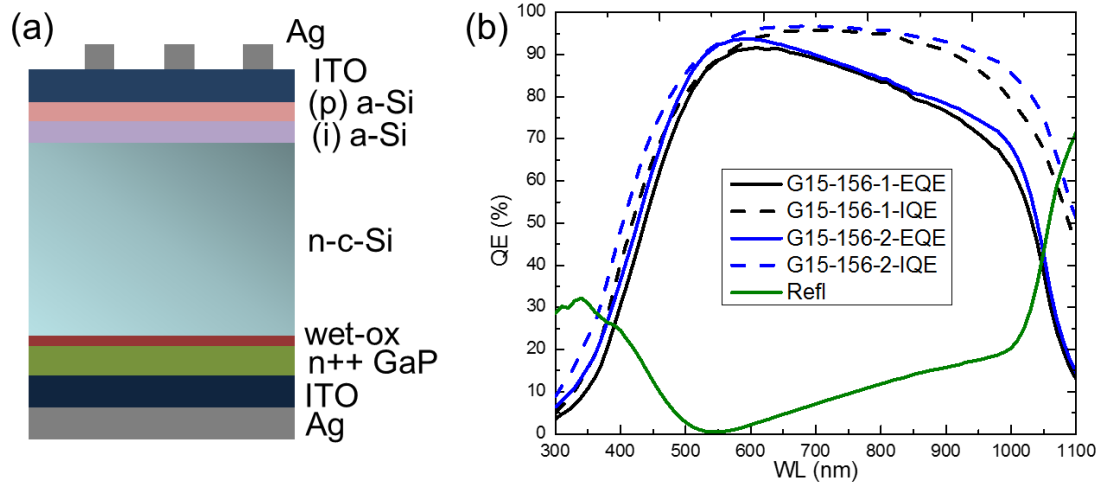 (a)
Ag
ITO
(p) a-Si
(i) a-Si
n-c-Si
wet-ox
n++ GaP
ITO
Ag
(b)
100
90
80
70
60
50
40
30
20
10
0
QE (%)
G15-156-1-EQE
G15-156-1-IQE
G15-156-2-EQE
G15-156-2-IQE
Refl
300 400 500 600 700 800 900 1000 1100
WL (nm)